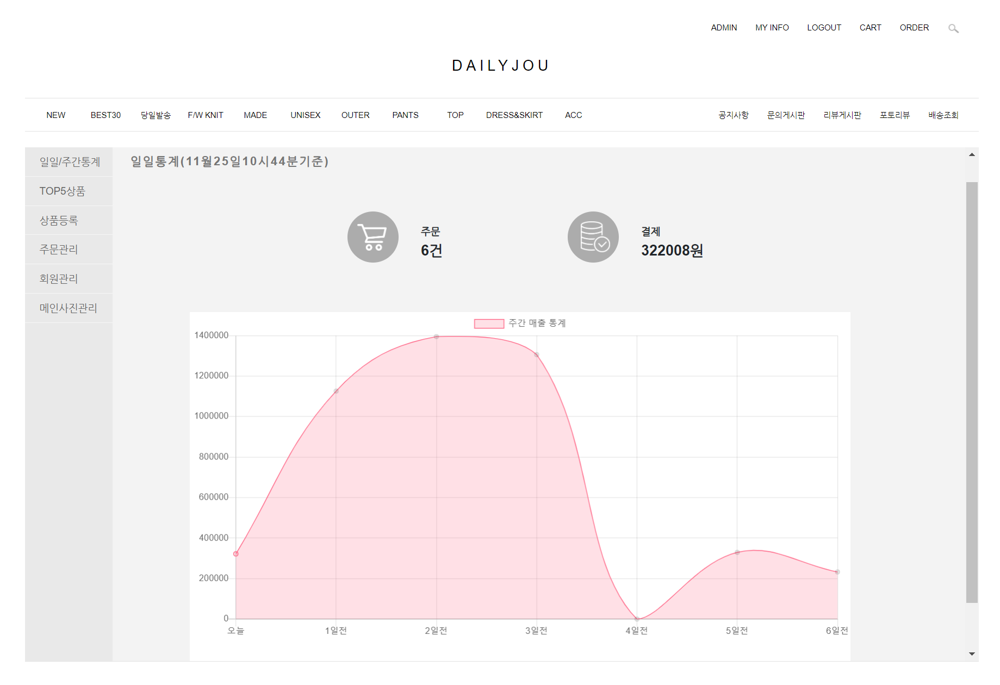 ADMIN MY INFO LOGOUT CART ORDER
DAILYJOU
NEW BEST30 당일발송 F/W KNIT MADE UNISEX OUTER PANTS TOP DRESS&SKIRT ACC 공지사항 문의게시판 리뷰게시판 포토리뷰 배송조회
일일/주간통계
TOP5상품
상품등록
주문관리
회원관리
메인사진관리
일일통계(11월25일10시44분기준)
주문
6건
결제
322008원
주간 매출 통계
1400000
1200000
1000000
800000
600000
400000
200000
0
오늘 1일전 2일전 3일전 4일전 5일전 6일전